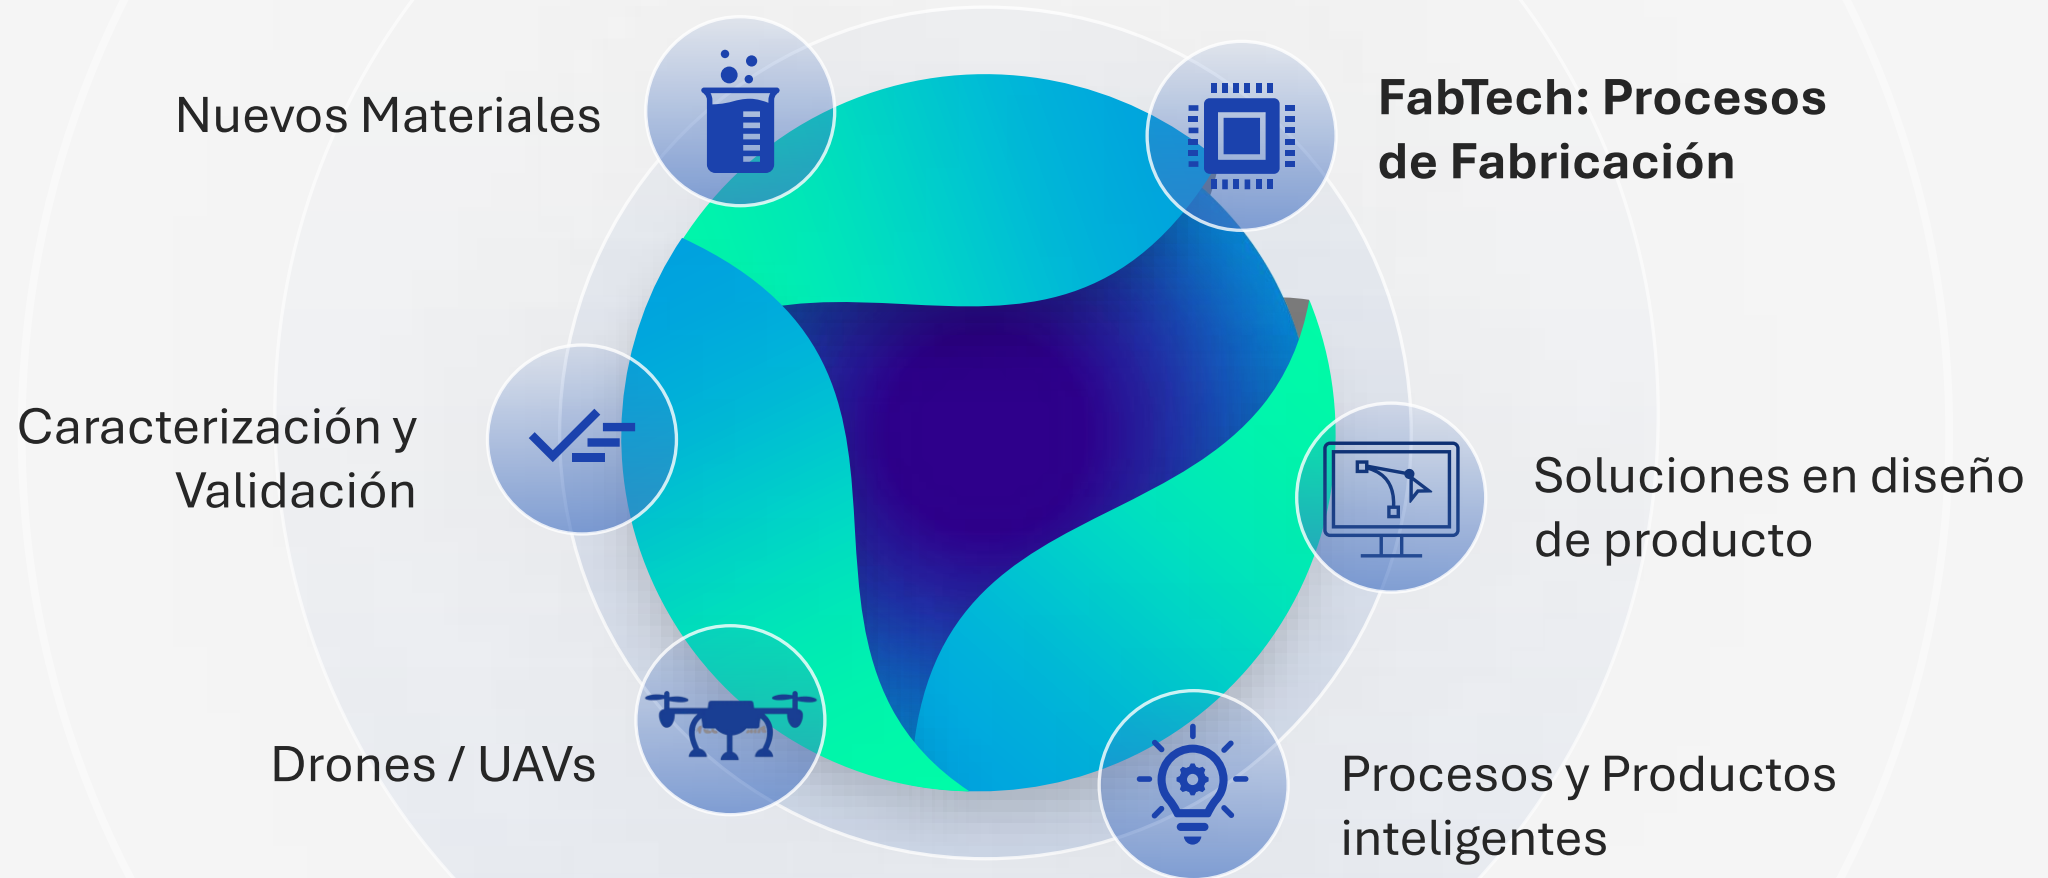 Nuevos Materiales
FabTech: Procesos
de Fabricación
Caracterización y
Validación
Soluciones en diseño
de producto
Drones / UAVs
Procesos y Productos
inteligentes